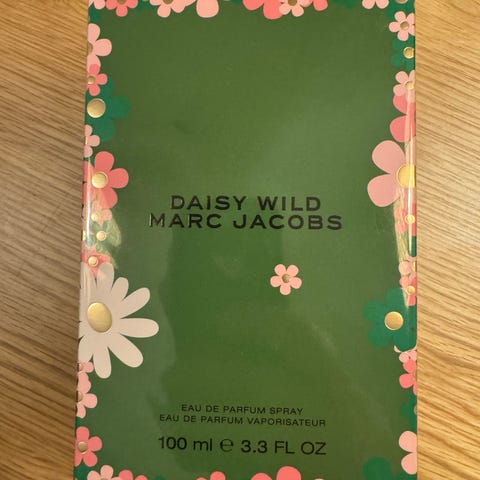 DAISY WILD
MARC JACOBS
EAU DE PARFUM SPRAY
EAU DE PARFUM VAPORISATEUR
100 ml ℮ 3.3 FL OZ